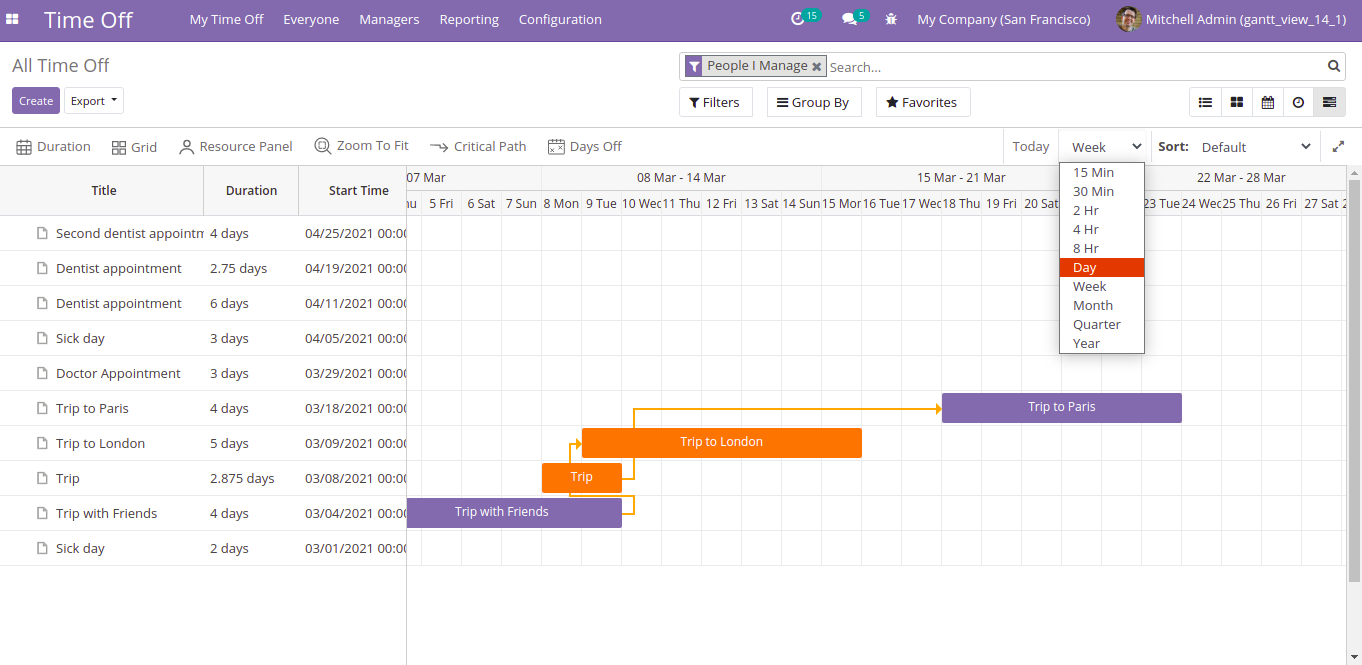 Time Off My Time Off Everyone Managers Reporting Configuration 15 5 My Company (San Francisco) Mitchell Admin (gantt_view_14_1)
All Time Off People I Manage Search...
Create Export Filters Group By Favorites
Duration Grid Resource Panel Zoom To Fit Critical Path Days Off Today Week Sort: Default
Title Duration Start Time
07 Mar 08 Mar - 14 Mar 15 Mar - 21 Mar 22 Mar - 28 Mar
5 Fri 6 Sat 7 Sun 8 Mon 9 Tue 10 Wed 11 Thu 12 Fri 13 Sat 14 Sun 15 Mon 16 Tue 17 Wed 18 Thu 19 Fri 20 Sat 23 Tue 24 Wed 25 Thu 26 Fri 27 Sat
15 Min
30 Min
2 Hr
4 Hr
8 Hr
Day
Week
Month
Quarter
Year
Second dentist appointm 4 days 04/25/2021 00:00
Dentist appointment 2.75 days 04/19/2021 00:00
Dentist appointment 6 days 04/11/2021 00:00
Sick day 3 days 04/05/2021 00:00
Doctor Appointment 3 days 03/29/2021 00:00
Trip to Paris 4 days 03/18/2021 00:00 Trip to Paris
Trip to London 5 days 03/09/2021 00:00 Trip to London
Trip 2.875 days 03/08/2021 00:00 Trip
Trip with Friends 4 days 03/04/2021 00:00 Trip with Friends
Sick day 2 days 03/01/2021 00:00